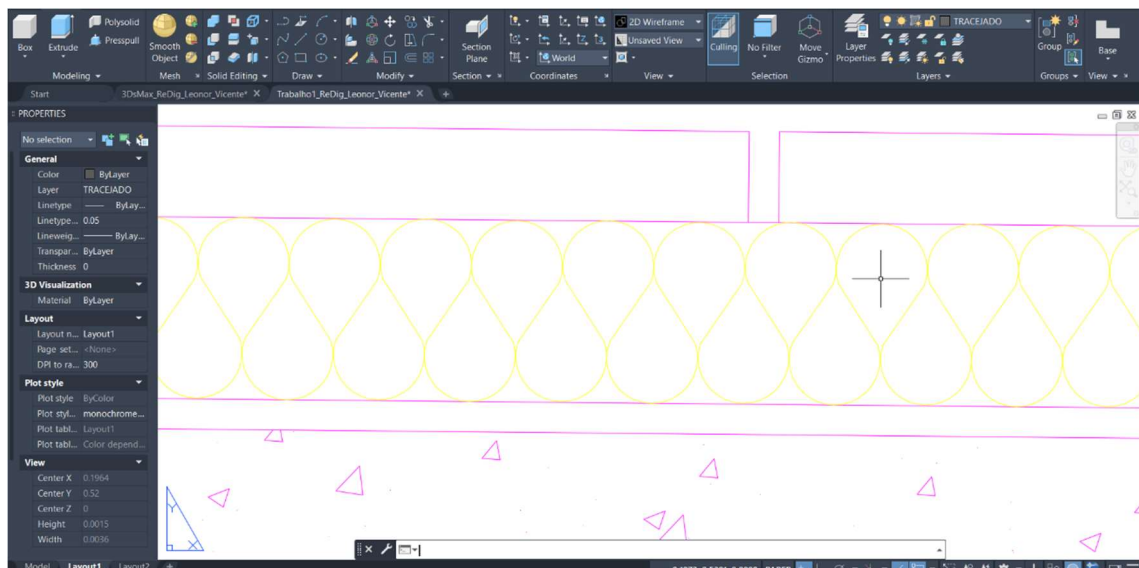 Box
Extrude
Polysolid
Presspull
Smooth Object
Section Plane
World
2D Wireframe
Unsaved View
Culling
No Filter
Move Gizmo
Layer Properties
TRACEJADO
Group
Base
Modeling
Mesh
Solid Editing
Draw
Modify
Section
Coordinates
View
Selection
Layers
Groups
View
Start
3DsMax_ReDig_Leonor_Vicente*
Trabalho1_ReDig_Leonor_Vicente*
PROPERTIES
No selection
General
Color ByLayer
Layer TRACEJADO
Linetype ByLay...
Linetype... 0.05
Lineweig... ByLay...
Transpar... ByLayer
Thickness 0
3D Visualization
Material ByLayer
Layout
Layout n... Layout1
Page set... <None>
DPI to ra... 300
Plot style
Plot style ByColor
Plot styl... monochrome...
Plot tabl... Layout1
Plot tabl... Color depend...
View
Center X 0.1964
Center Y 0.52
Center Z 0
Height 0.0015
Width 0.0036
Y
X
Model Layout1 Layout2
PAPER